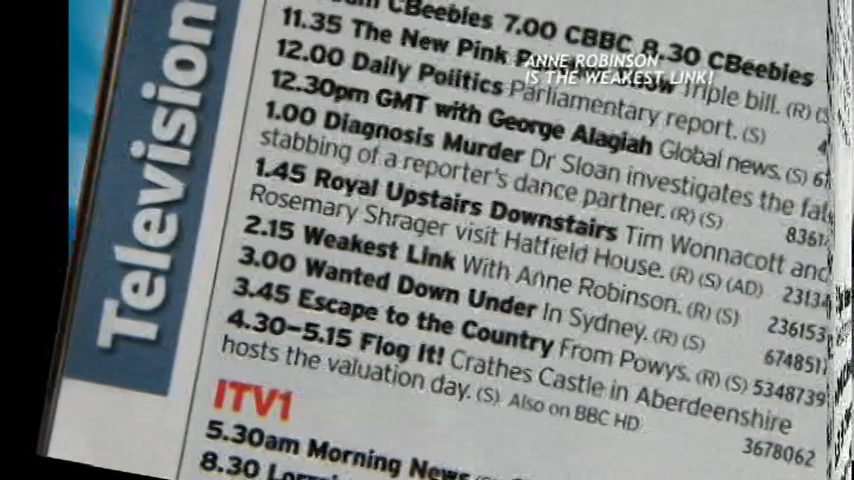 Television
CBeebies 7.00 CBBC 8.30 CBeebies
11.35 The New Pink Triple bill. (R)
12.00 Daily Politics Parliamentary report. (S)
12.30pm GMT with George Alagiah Global news. (S)
1.00 Diagnosis Murder Dr Sloan investigates the
stabbing of a reporter's dance partner. (R) (S)
1.45 Royal Upstairs Downstairs Tim Wonnacott and
Rosemary Shrager visit Hatfield House. (R) (S) (AD)
2.15 Weakest Link With Anne Robinson. (R) (S) 236153
3.00 Wanted Down Under In Sydney. (R) (S)
3.45 Escape to the Country From Powys. (R) (S) 5348739
4.30–5.15 Flog It! Crathes Castle in Aberdeenshire
hosts the valuation day. (S). Also on BBC HD 3678062
ITV1
5.30am Morning News
8.30
ANNE ROBINSON
IS THE WEAKEST LINK!